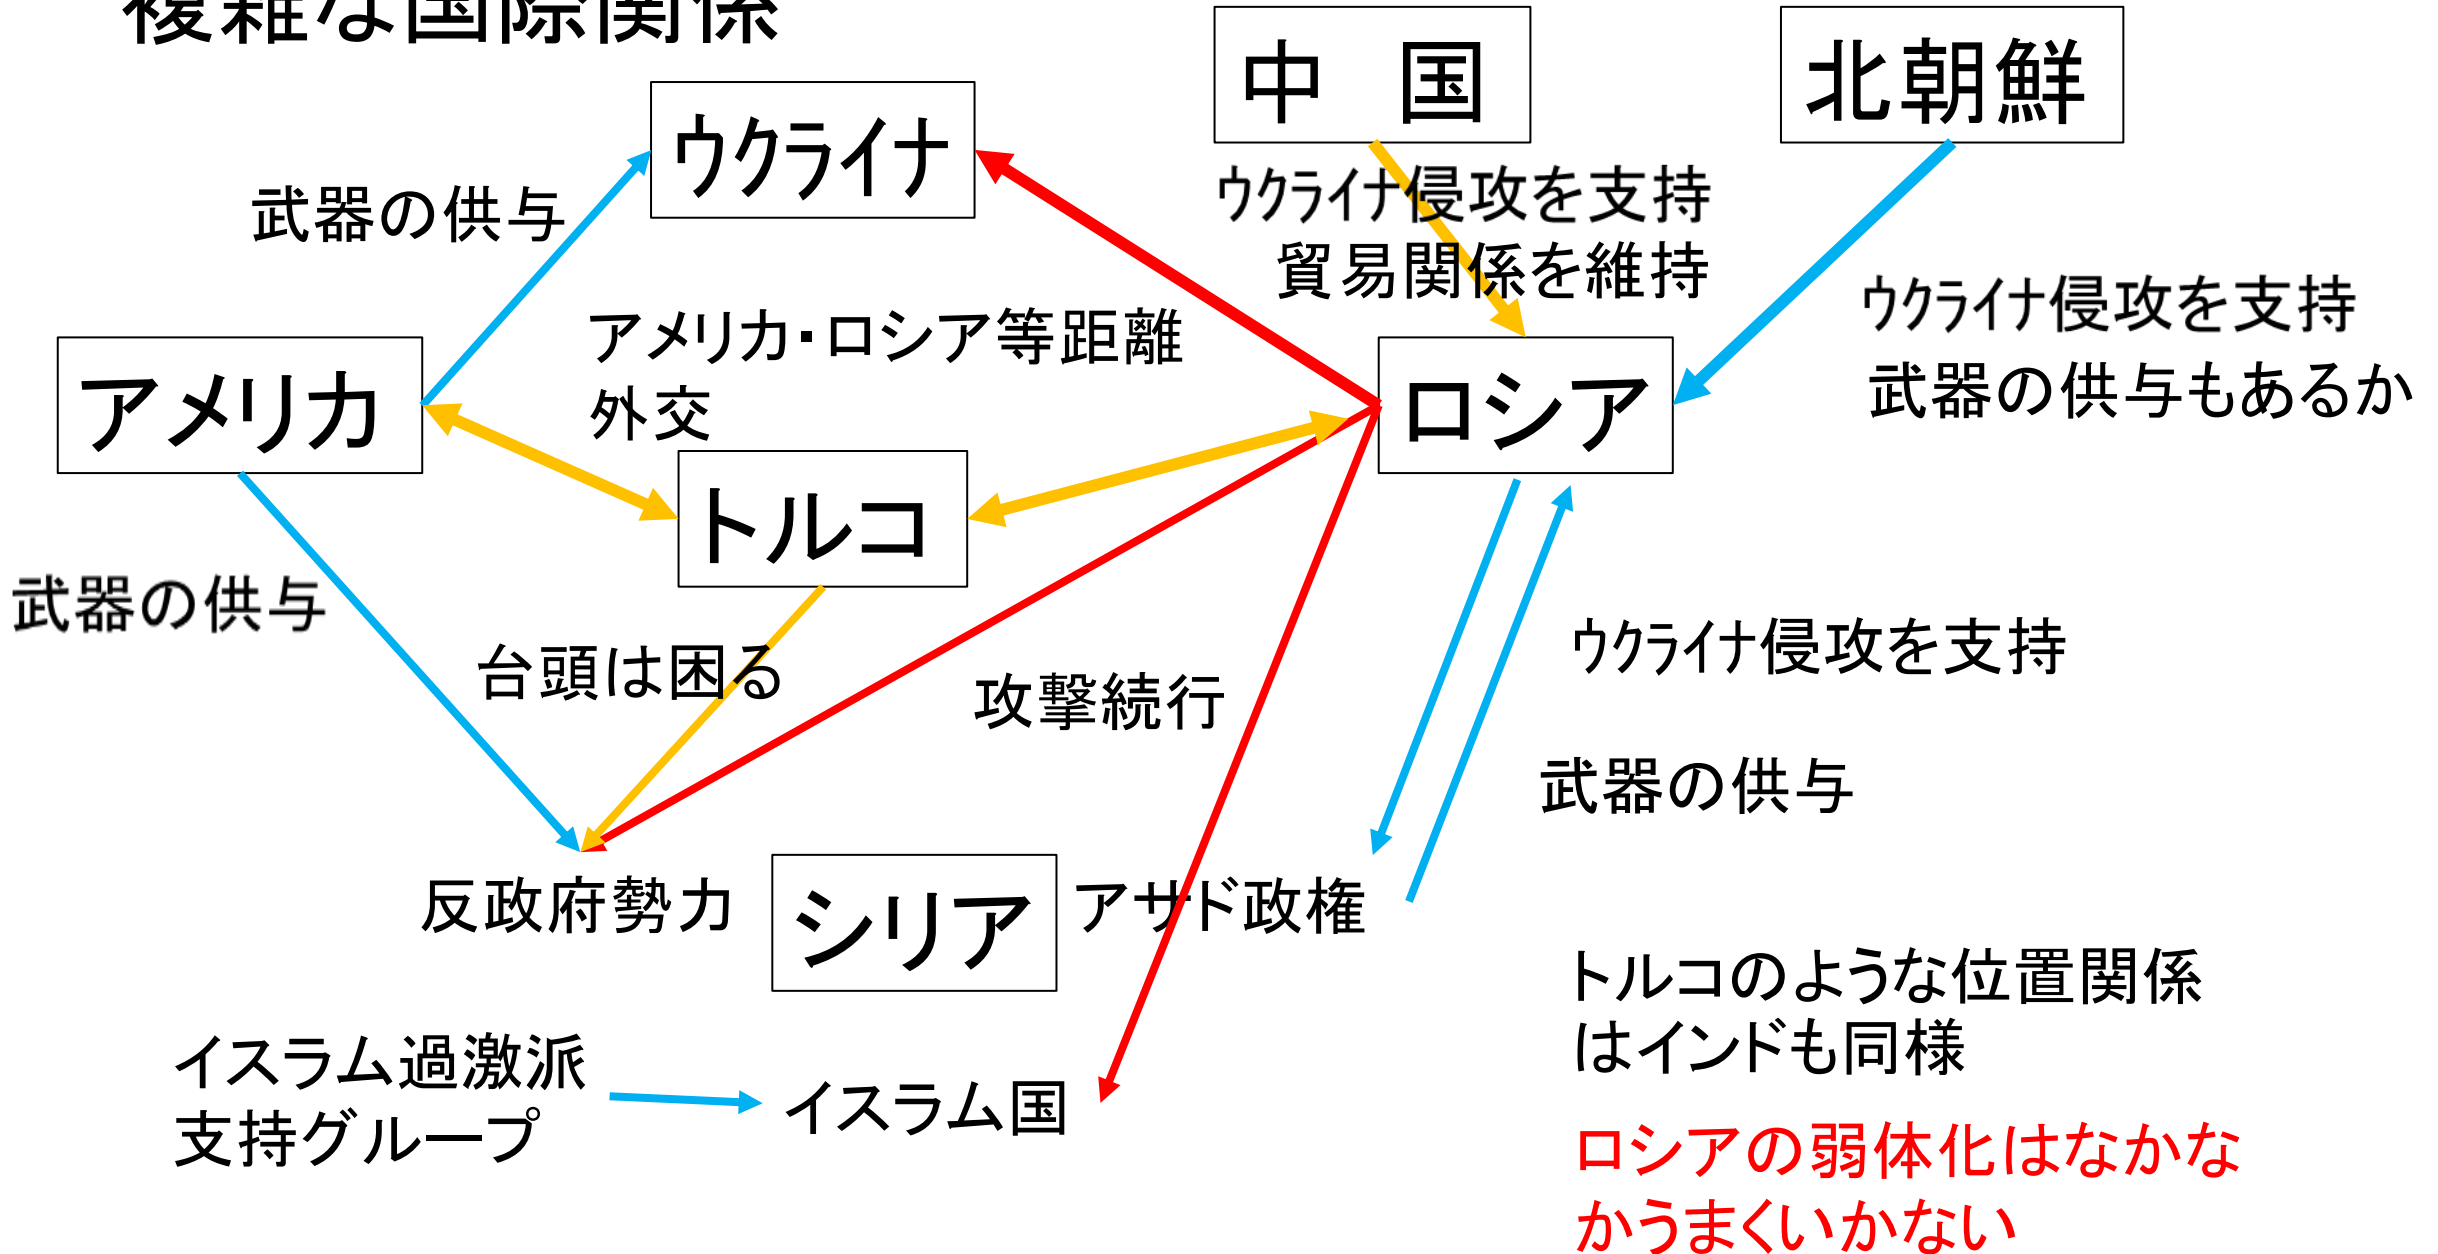 複雑な国際関係
中　国
北朝鮮
ｳｸﾗｲﾅ
武器の供与
ｳｸﾗｲﾅ侵攻を支持
貿易関係を維持
ｳｸﾗｲﾅ侵攻を支持
武器の供与もあるか
アメリカ・ロシア等距離
外交
アメリカ
ロシア
トルコ
武器の供与
台頭は困る
攻撃続行
ｳｸﾗｲﾅ侵攻を支持
武器の供与
反政府勢力
シリア
アサド政権
トルコのような位置関係
はインドも同様
イスラム過激派
支持グループ
イスラム国
ロシアの弱体化はなかな
かうまくいかない